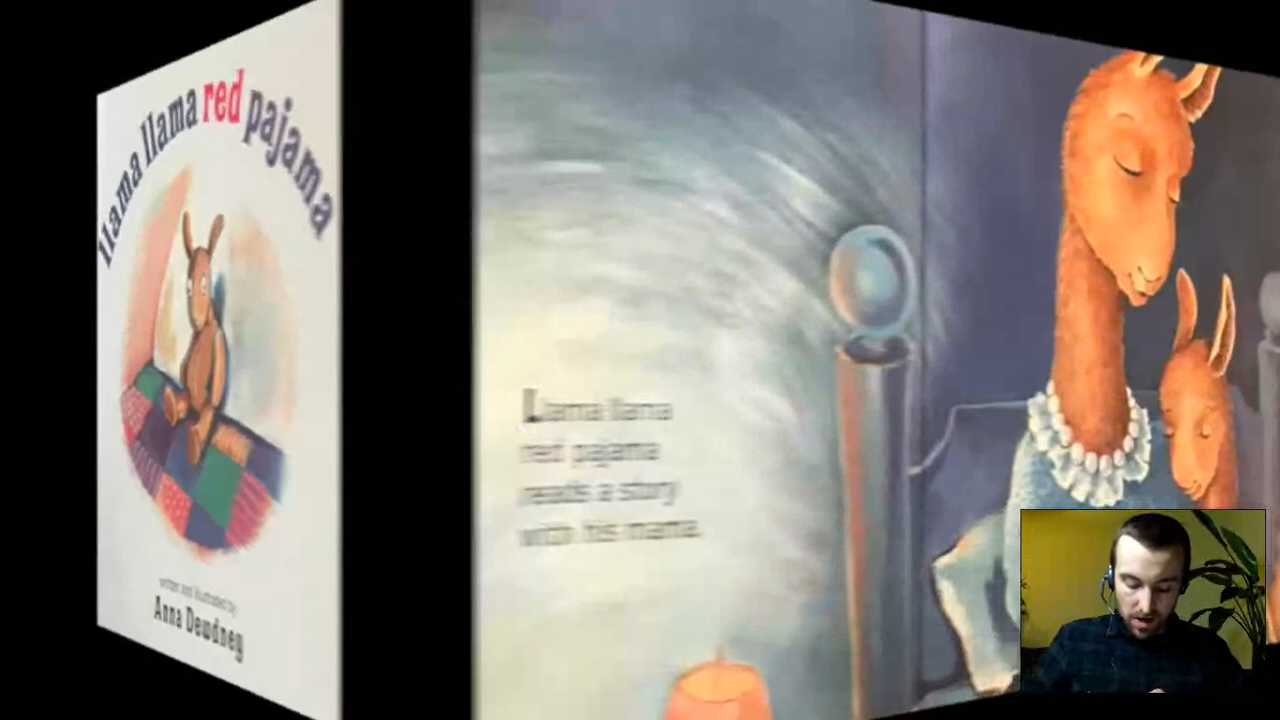 llama llama red pajama
written and illustrated by
Anna Dewdney
Llama llama
red pajama
reads a story
with his mama.